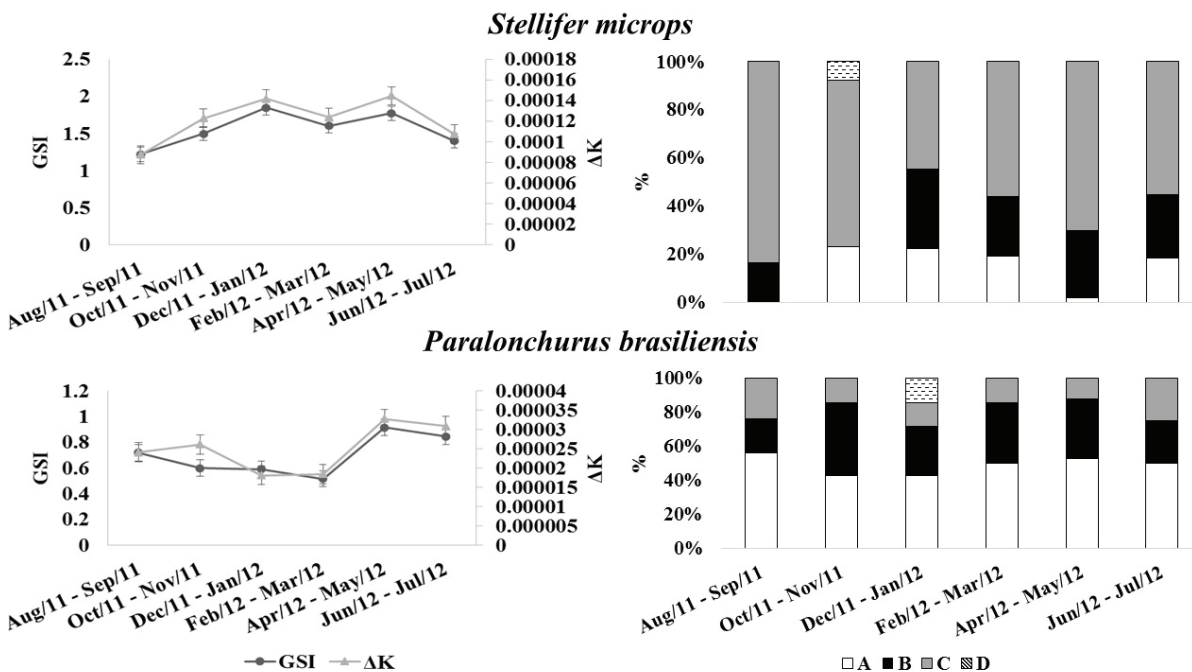 Stellifer microps
GSI
2.5
2
1.5
1
0.5
0
0.00018
0.00016
0.00014
0.00012
0.0001
0.00008
0.00006
0.00004
0.00002
0
ΔK
Aug/11 - Sep/11
Oct/11 - Nov/11
Dec/11 - Jan/12
Feb/12 - Mar/12
Apr/12 - May/12
Jun/12 - Jul/12
%
100%
80%
60%
40%
20%
0%
Paralonchurus brasiliensis
GSI
1.2
1
0.8
0.6
0.4
0.2
0
0.00004
0.000035
0.00003
0.000025
0.00002
0.000015
0.00001
0.000005
0
ΔK
Aug/11 - Sep/11
Oct/11 - Nov/11
Dec/11 - Jan/12
Feb/12 - Mar/12
Apr/12 - May/12
Jun/12 - Jul/12
GSI ΔK
%
100%
80%
60%
40%
20%
0%
Aug/11 - Sep/11
Oct/11 - Nov/11
Dec/11 - Jan/12
Feb/12 - Mar/12
Apr/12 - May/12
Jun/12 - Jul/12
A B C D